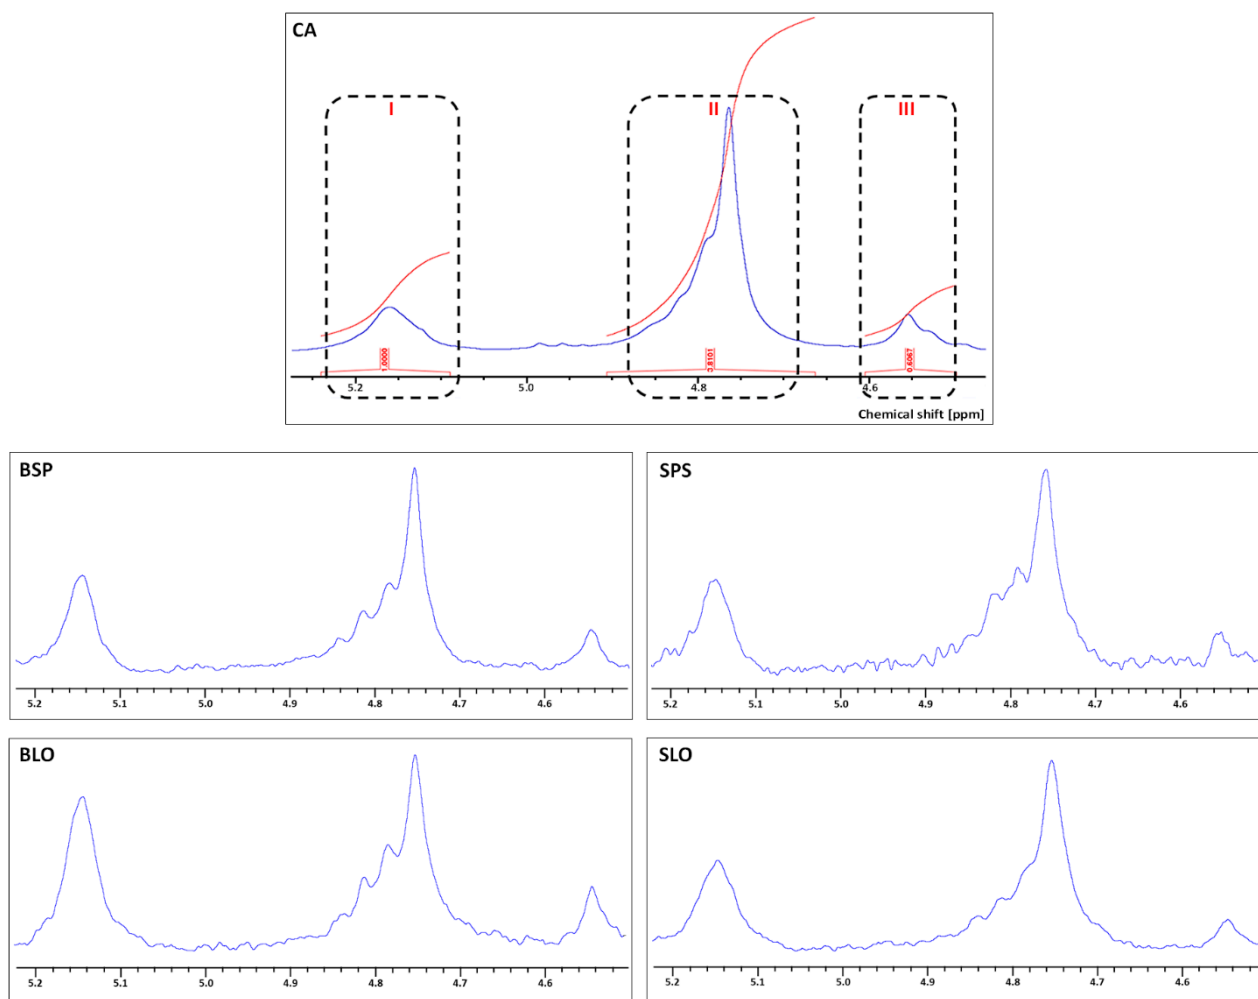 CA
I II III
1.0000 3.8101 0.6067
5.2 5.0 4.8 4.6
Chemical shift [ppm]
BSP
5.2 5.1 5.0 4.9 4.8 4.7 4.6
SPS
5.2 5.1 5.0 4.9 4.8 4.7 4.6
BLO
5.2 5.1 5.0 4.9 4.8 4.7 4.6
SLO
5.2 5.1 5.0 4.9 4.8 4.7 4.6